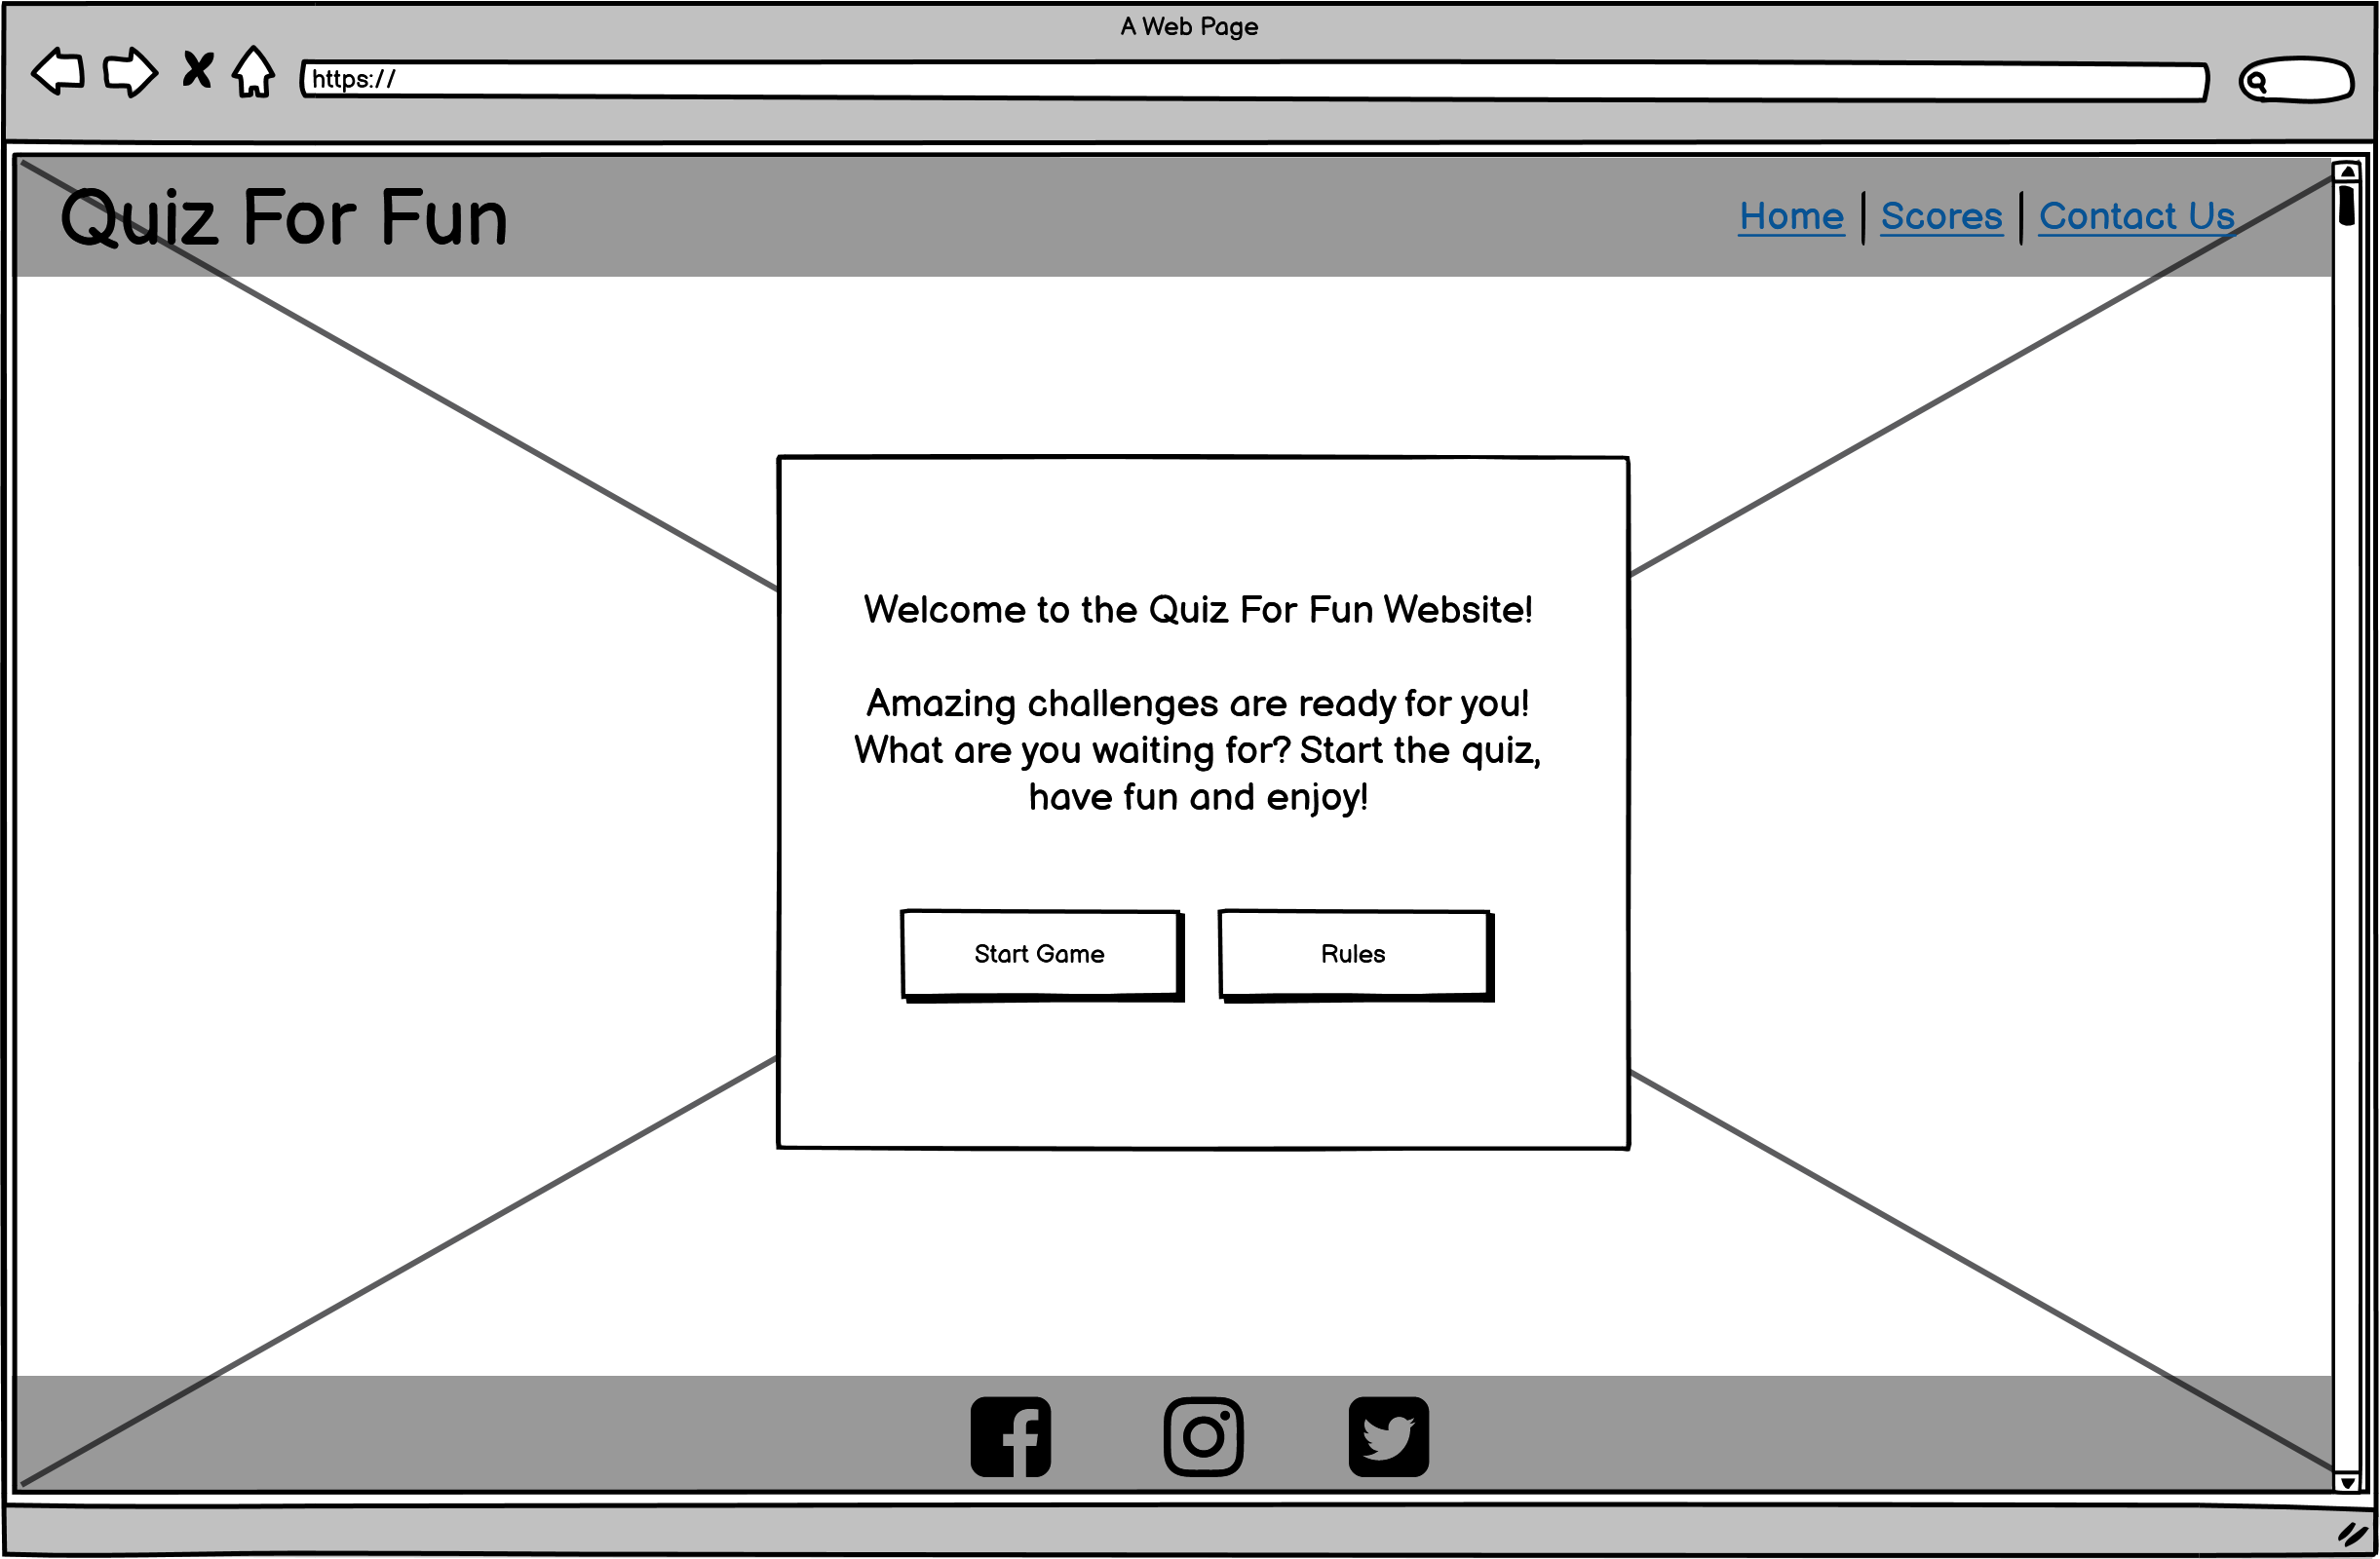 A Web Page
https://
Quiz For Fun
Home | Scores | Contact Us
Welcome to the Quiz For Fun Website!
Amazing challenges are ready for you!
What are you waiting for? Start the quiz,
have fun and enjoy!
Start Game
Rules